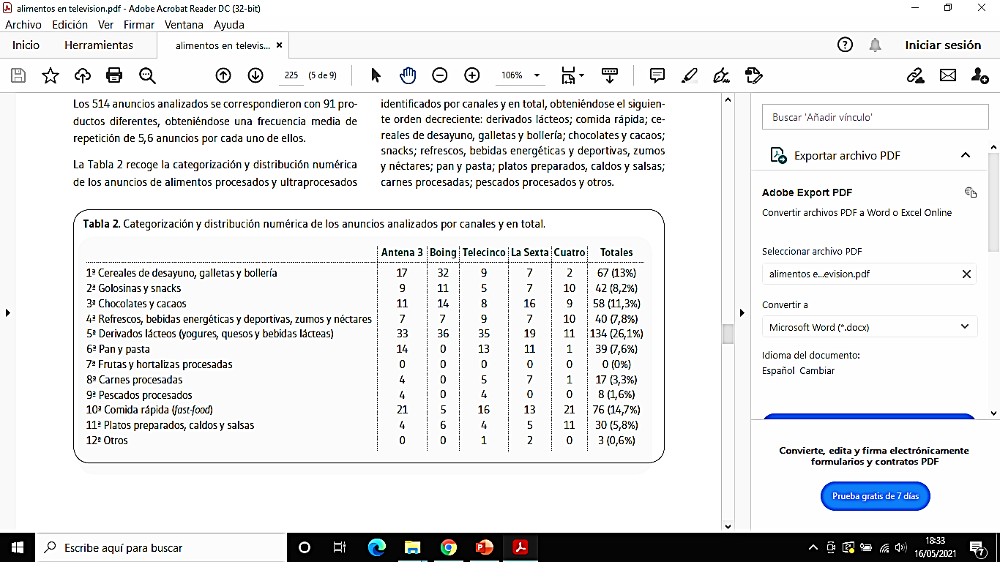 alimentos en television.pdf - Adobe Acrobat Reader DC (32-bit)
Archivo Edición Ver Firmar Ventana Ayuda
Inicio Herramientas alimentos en televis... × Iniciar sesión
225 (5 de 9) 106%
Los 514 anuncios analizados se correspondieron con 91 pro-
ductos diferentes, obteniéndose una frecuencia media de
repetición de 5,6 anuncios por cada uno de ellos.
La Tabla 2 recoge la categorización y distribución numérica
de los anuncios de alimentos procesados y ultraprocesados
identificados por canales y en total, obteniéndose el siguien-
te orden decreciente: derivados lácteos; comida rápida; ce-
reales de desayuno, galletas y bollería; chocolates y cacaos;
snacks; refrescos, bebidas energéticas y deportivas, zumos
y néctares; pan y pasta; platos preparados, caldos y salsas;
carnes procesadas; pescados procesados y otros.
Tabla 2. Categorización y distribución numérica de los anuncios analizados por canales y en total.
Antena 3 Boing Telecinco La Sexta Cuatro Totales
1ª Cereales de desayuno, galletas y bollería 17 32 9 7 2 67 (13%)
2ª Golosinas y snacks 9 11 5 7 10 42 (8,2%)
3ª Chocolates y cacaos 11 14 8 16 9 58 (11,3%)
4ª Refrescos, bebidas energéticas y deportivas, zumos y néctares 7 7 9 7 10 40 (7,8%)
5ª Derivados lácteos (yogures, quesos y bebidas lácteas) 33 36 35 19 11 134 (26,1%)
6ª Pan y pasta 14 0 13 11 1 39 (7,6%)
7ª Frutas y hortalizas procesadas 0 0 0 0 0 0 (0%)
8ª Carnes procesadas 4 0 5 7 1 17 (3,3%)
9ª Pescados procesados 4 0 4 0 0 8 (1,6%)
10ª Comida rápida (fast-food) 21 5 16 13 21 76 (14,7%)
11ª Platos preparados, caldos y salsas 4 6 4 5 11 30 (5,8%)
12ª Otros 0 0 1 2 0 3 (0,6%)
Buscar 'Añadir vínculo'
Exportar archivo PDF
Adobe Export PDF
Convertir archivos PDF a Word o Excel Online
Seleccionar archivo PDF
alimentos e...evision.pdf
Convertir a
Microsoft Word (*.docx)
Idioma del documento:
Español Cambiar
Convierte, edita y firma electrónicamente
formularios y contratos PDF
Prueba gratis de 7 días
Escribe aquí para buscar
18:33
16/05/2021
7